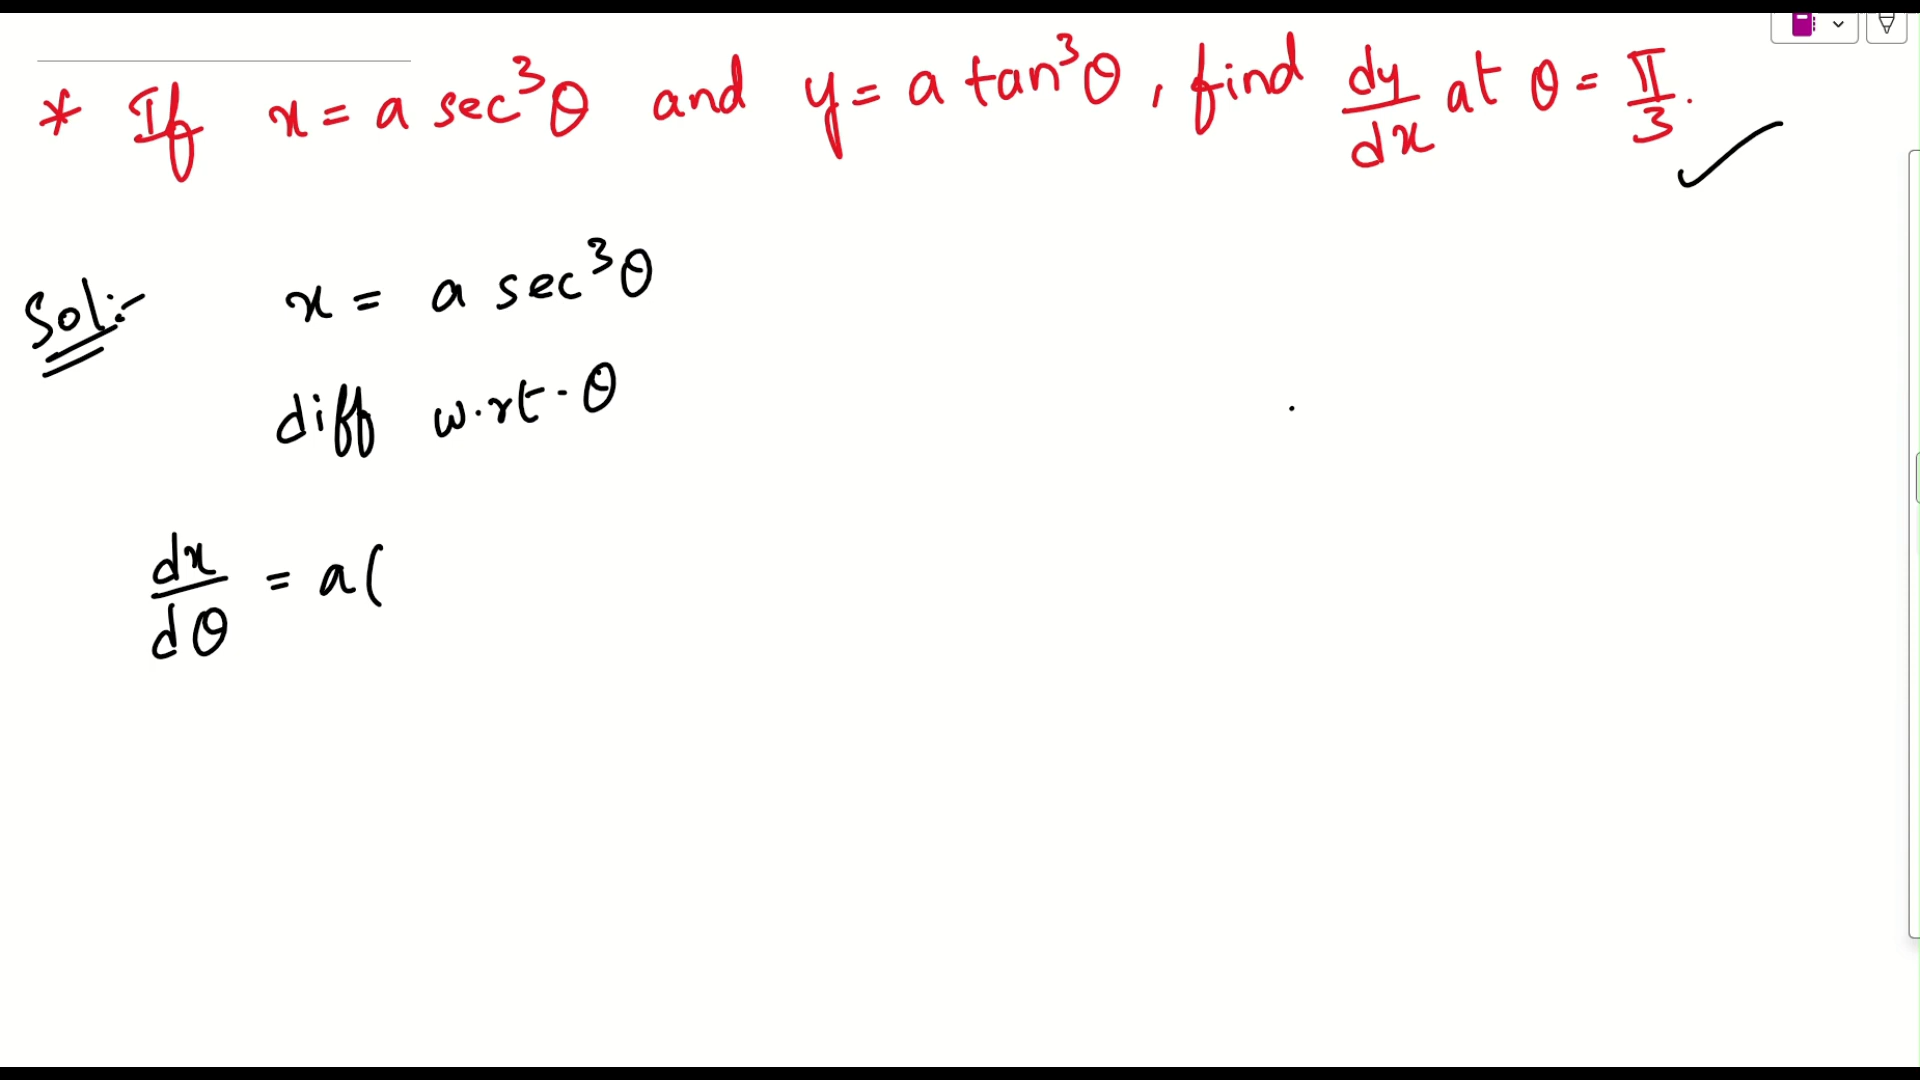 * If x = a sec³θ and y = a tan³θ, find dy/dx at θ = π/3.
Sol:- x = a sec³θ
diff w.r.t. θ
dx/dθ = a(